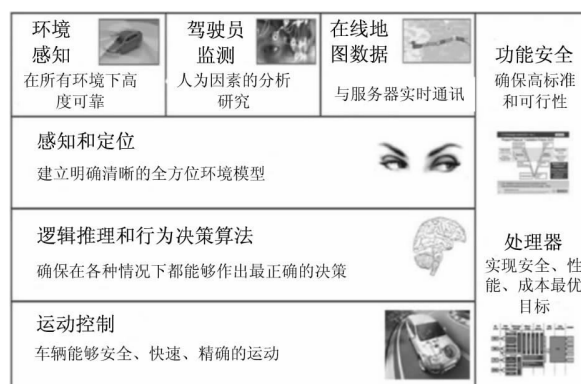 环境
感知
在所有环境下高
度可靠
驾驶员
监测
人为因素的分析
研究
在线地
图数据
与服务器实时通讯
功能安全
确保高标准
和可行性
感知和定位
建立明确清晰的全方位环境模型
逻辑推理和行为决策算法
确保在各种情况下都能够作出最正确的决策
处理器
实现安全、性
能、成本最优
目标
运动控制
车辆能够安全、快速、精确的运动